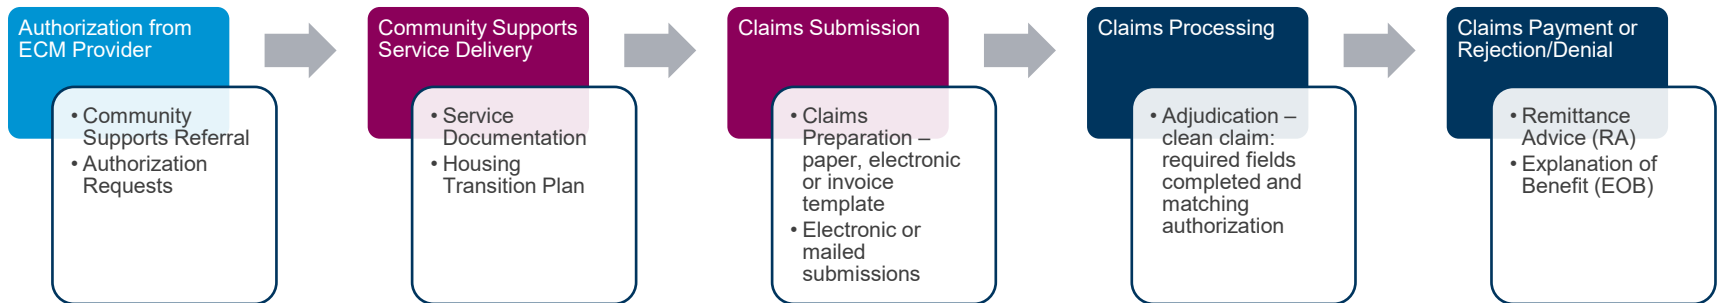 Authorization from
ECM Provider
• Community
Supports Referral
• Authorization
Requests
Community Supports
Service Delivery
• Service
Documentation
• Housing
Transition Plan
Claims Submission
• Claims
Preparation –
paper, electronic
or invoice
template
• Electronic or
mailed
submissions
Claims Processing
• Adjudication –
clean claim:
required fields
completed and
matching
authorization
Claims Payment or
Rejection/Denial
• Remittance
Advice (RA)
• Explanation of
Benefit (EOB)